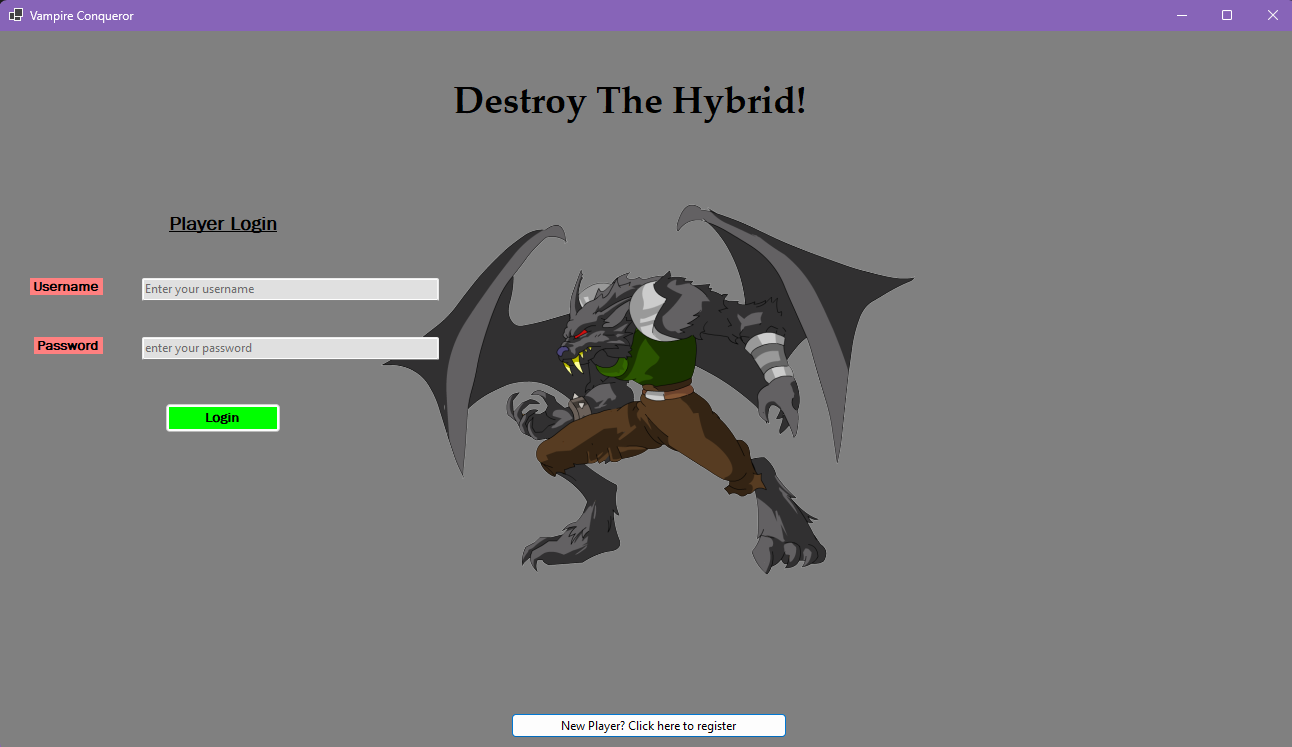 Vampire Conqueror
Destroy The Hybrid!
Player Login
Username
Enter your username
Password
enter your password
Login
New Player? Click here to register